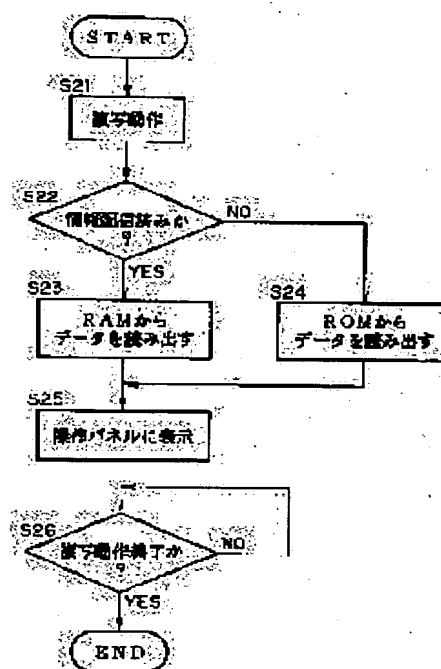 START
S21
複写動作
S22
情報配信済みか
?
NO
YES
S23
RAMから
データを読み出す
S24
ROMから
データを読み出す
S25
操作パネルに表示
S26
複写動作終了か
?
NO
YES
END